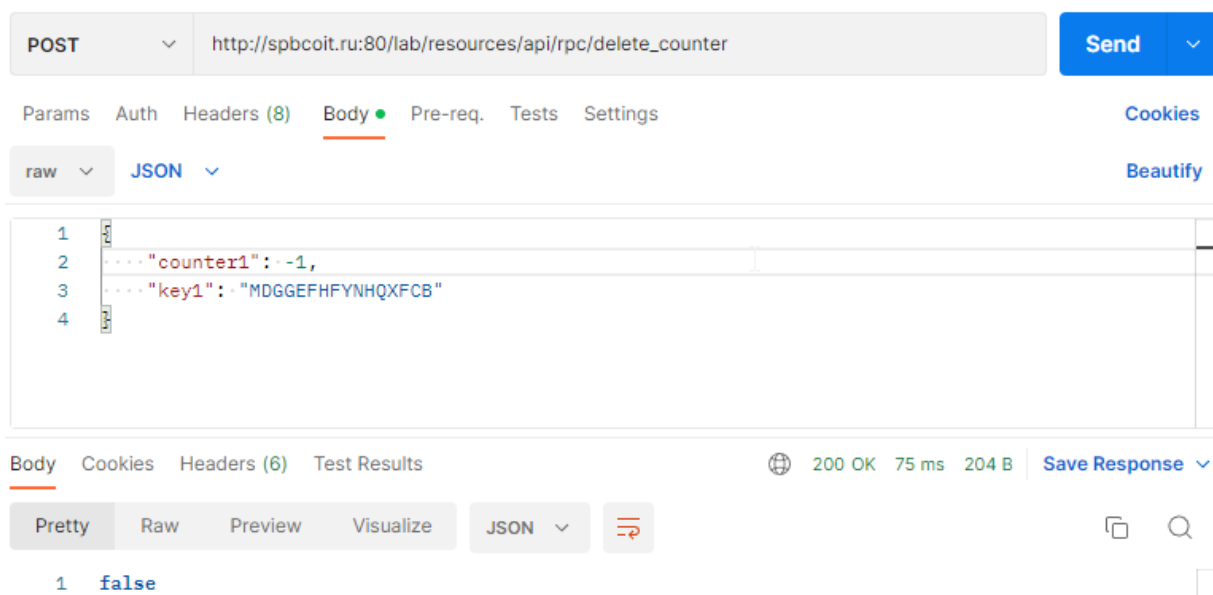 POST http://spbcoit.ru:80/lab/resources/api/rpc/delete_counter Send
Params Auth Headers (8) Body Pre-req. Tests Settings Cookies
raw JSON Beautify
1 {
2 "counter1": -1,
3 "key1": "MDGGEFHFYNHQXFCB"
4 }
Body Cookies Headers (6) Test Results 200 OK 75 ms 204 B Save Response
Pretty Raw Preview Visualize JSON
1 false